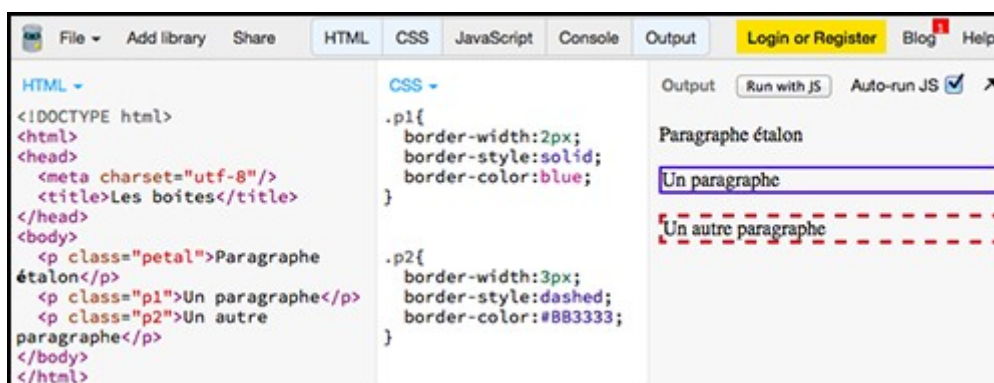 File Add library Share HTML CSS JavaScript Console Output Login or Register Blog 1 Help
HTML
<!DOCTYPE html>
<html>
<head>
<meta charset="utf-8"/>
<title>Les boites</title>
</head>
<body>
<p class="petal">Paragraphe
étalon</p>
<p class="p1">Un paragraphe</p>
<p class="p2">Un autre
paragraphe</p>
</body>
</html>
CSS
.p1{
border-width:2px;
border-style:solid;
border-color:blue;
}
.p2{
border-width:3px;
border-style:dashed;
border-color:#BB3333;
}
Output Run with JS Auto-run JS
Paragraphe étalon
Un paragraphe
Un autre paragraphe